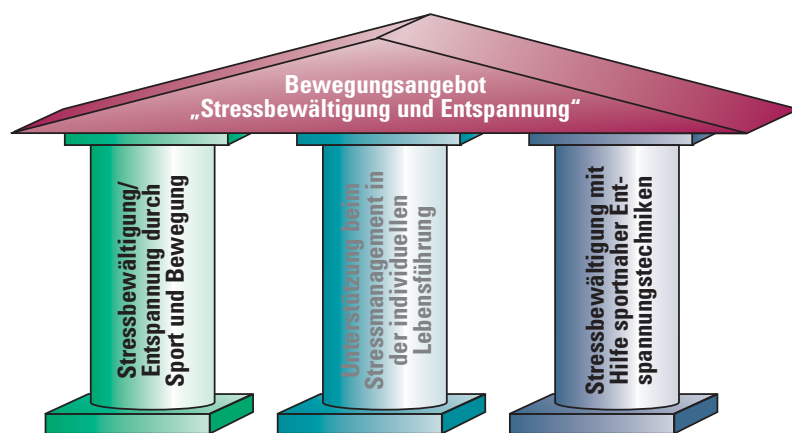 Bewegungsangebot
„Stressbewältigung und Entspannung“
Stressbewältigung/
Entspannung durch
Sport und Bewegung
Unterstützung beim
Stressmanagement in
der individuellen
Lebensführung
Stressbewältigung mit
Hilfe sportnaher Ent-
spannungstechniken